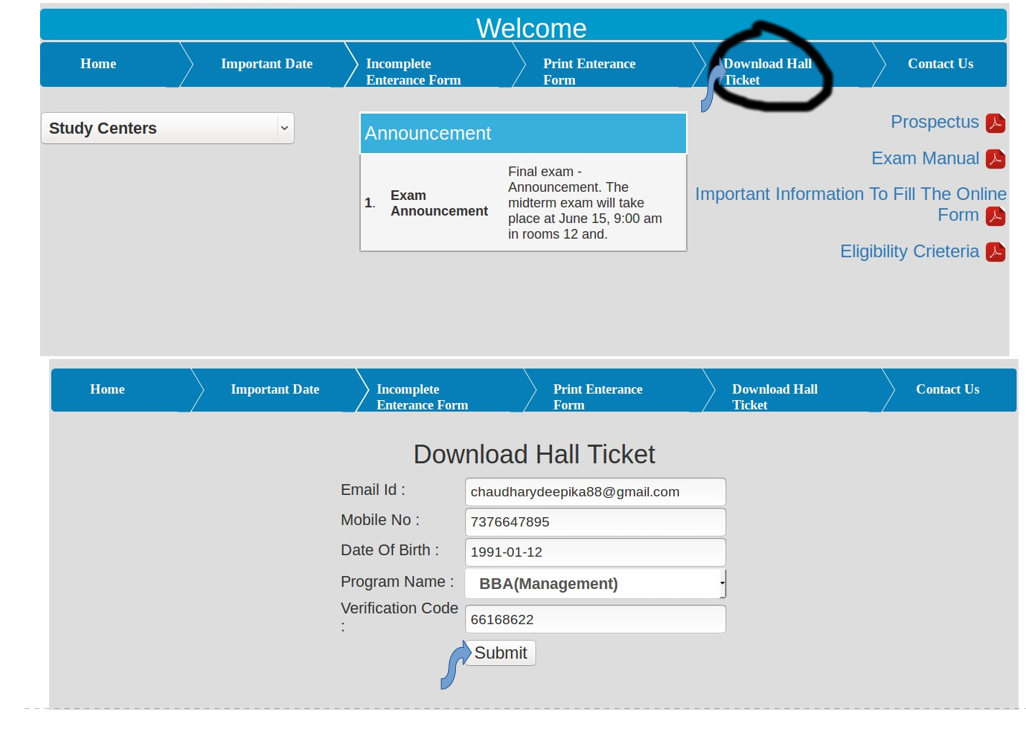 Welcome
Home
Important Date
Incomplete
Enterance Form
Print Enterance
Form
Download Hall
Ticket
Contact Us
Study Centers
Announcement
1.
Exam
Announcement
Final exam -
Announcement. The
midterm exam will take
place at June 15, 9:00 am
in rooms 12 and.
Prospectus
Exam Manual
Important Information To Fill The Online
Form
Eligibility Crieteria
Home
Important Date
Incomplete
Enterance Form
Print Enterance
Form
Download Hall
Ticket
Contact Us
Download Hall Ticket
Email Id : chaudharydeepika88@gmail.com
Mobile No : 7376647895
Date Of Birth : 1991-01-12
Program Name : BBA(Management)
Verification Code
: 66168622
Submit